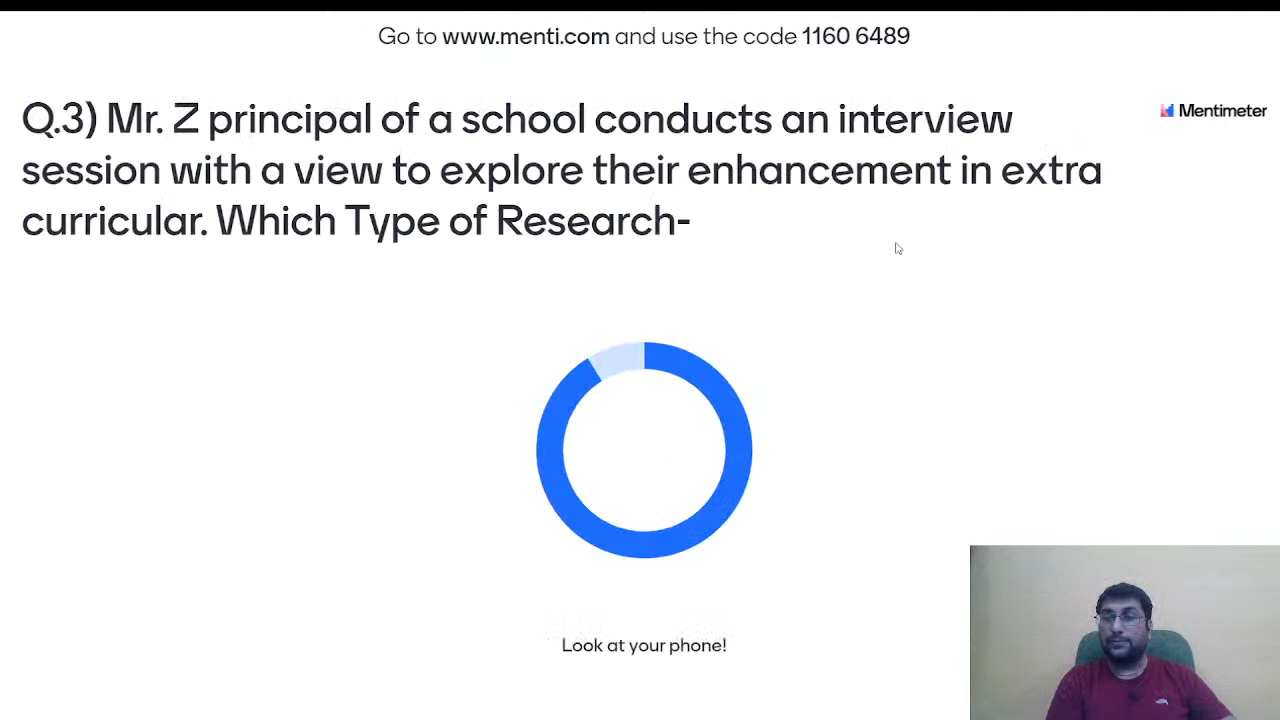 Go to www.menti.com and use the code 1160 6489
Q.3) Mr. Z principal of a school conducts an interview
session with a view to explore their enhancement in extra
curricular. Which Type of Research-
Mentimeter
Look at your phone!